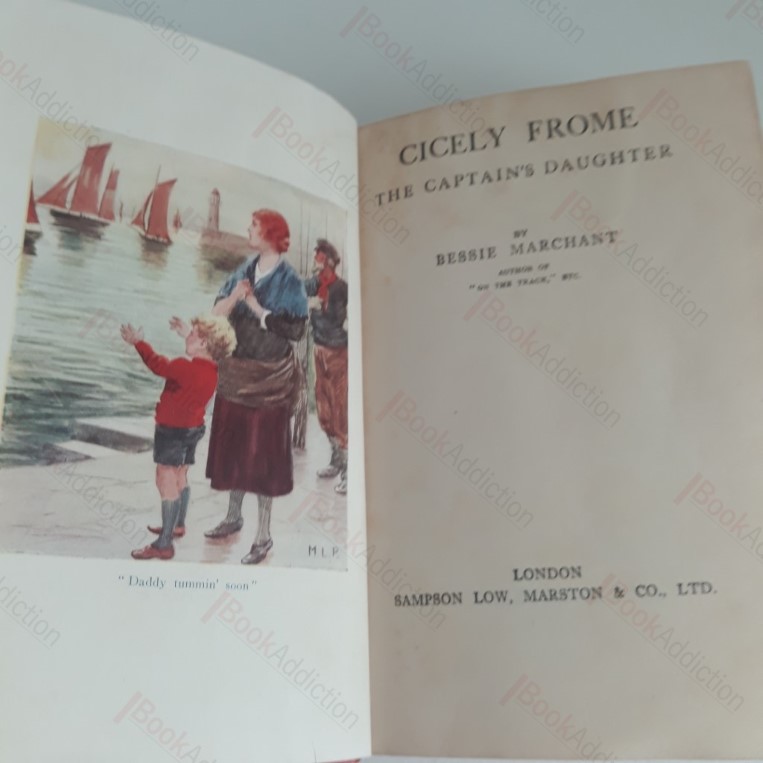 "Daddy tummin' soon"
M L P.
CICELY FROME
THE CAPTAIN'S DAUGHTER
BY
BESSIE MARCHANT
AUTHOR OF
"ON THE TRACK," ETC.
LONDON
SAMPSON LOW, MARSTON & CO., LTD.
BookAddiction